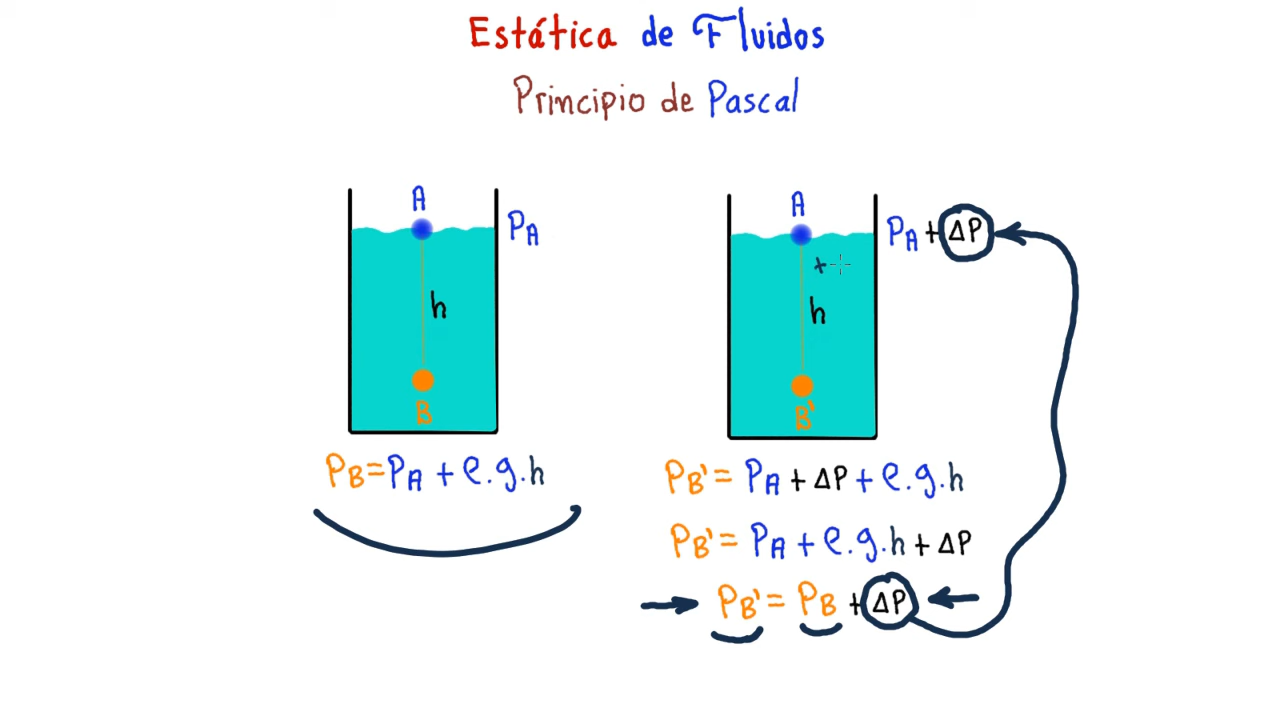 Estática de Fluidos
Principio de Pascal
A
PA
h
B
PB=PA + e.g.h
A
PA + ΔP
+
h
B'
PB'= PA + ΔP + e.g.h
PB'= PA + e.g.h + ΔP
PB'= PB + ΔP